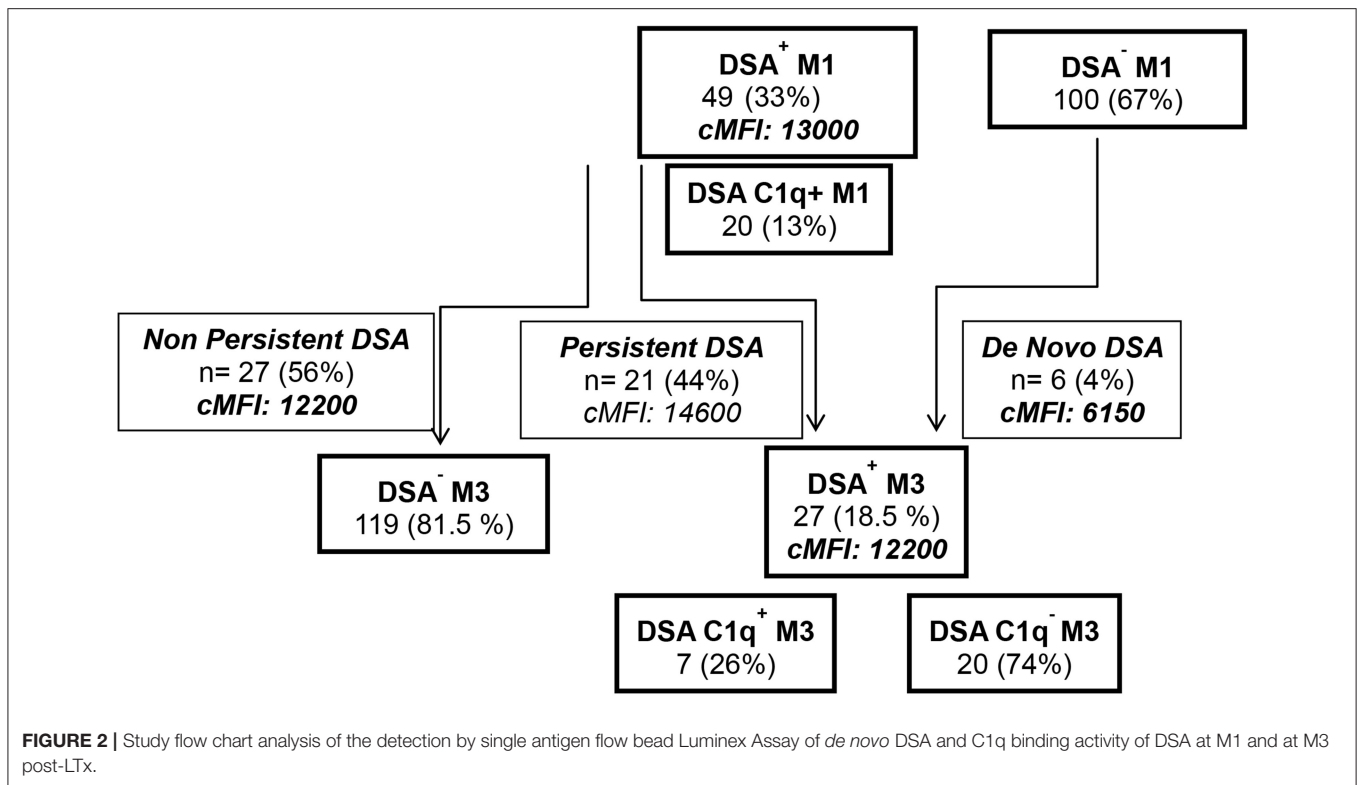 DSA+ M1
49 (33%)
cMFI: 13000
DSA- M1
100 (67%)
DSA C1q+ M1
20 (13%)
Non Persistent DSA
n= 27 (56%)
cMFI: 12200
Persistent DSA
n= 21 (44%)
cMFI: 14600
De Novo DSA
n= 6 (4%)
cMFI: 6150
DSA- M3
119 (81.5 %)
DSA+ M3
27 (18.5 %)
cMFI: 12200
DSA C1q+ M3
7 (26%)
DSA C1q- M3
20 (74%)
FIGURE 2 | Study flow chart analysis of the detection by single antigen flow bead Luminex Assay of de novo DSA and C1q binding activity of DSA at M1 and at M3
post-LTx.